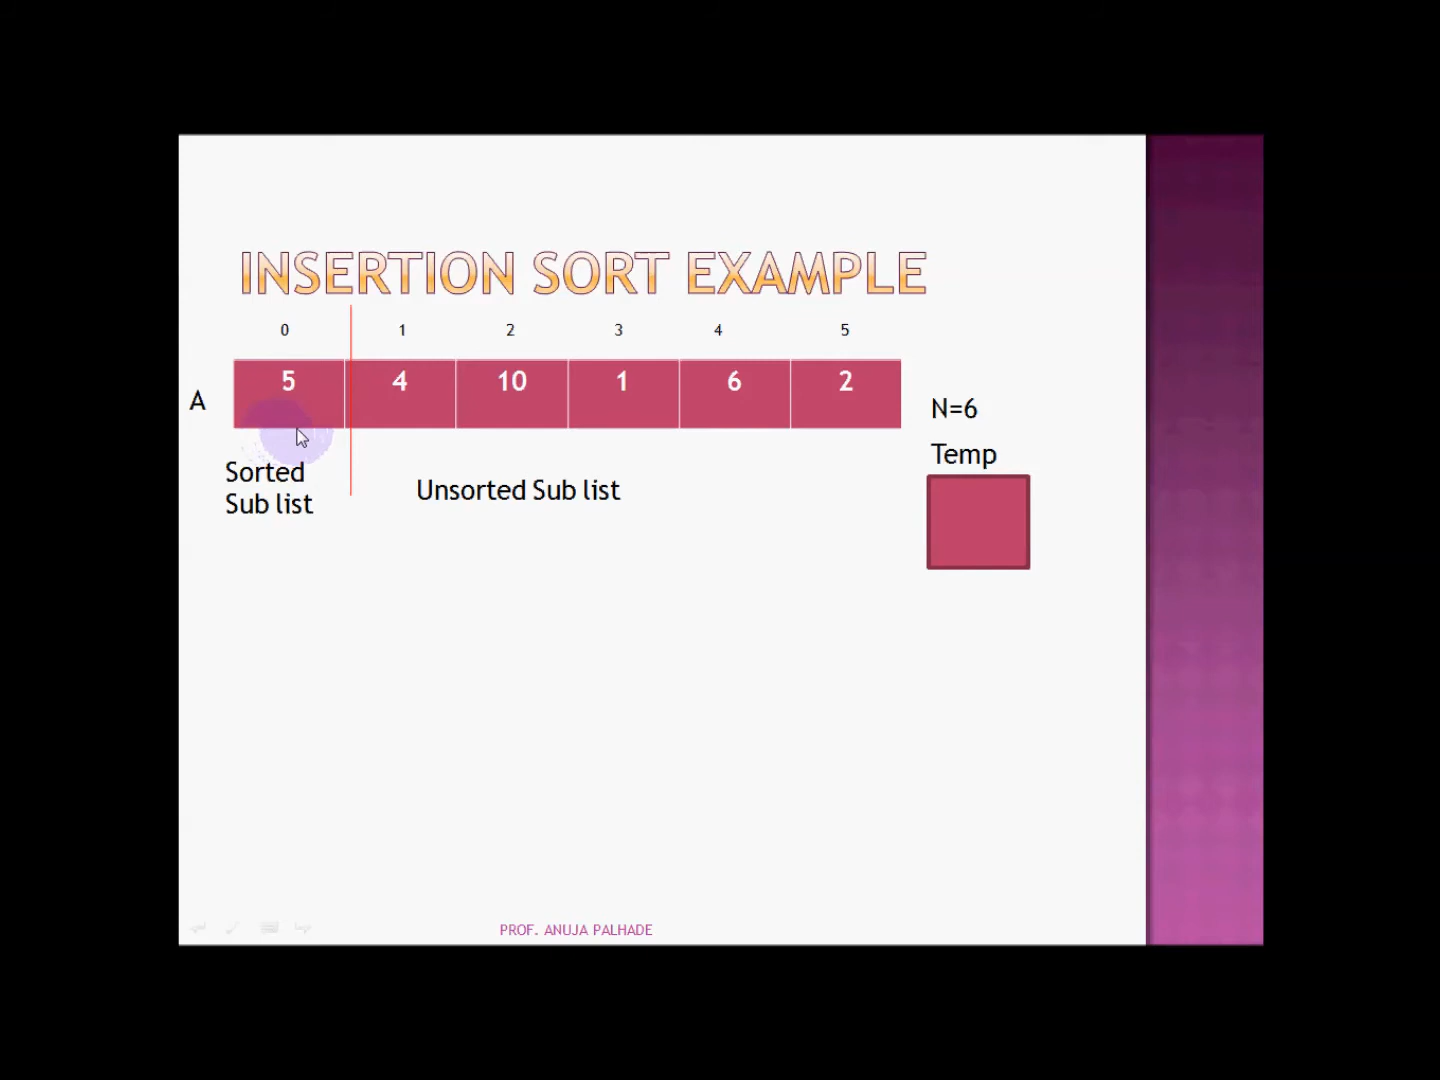 INSERTION SORT EXAMPLE
0 1 2 3 4 5
A 5 4 10 1 6 2
N=6
Temp
Sorted
Sub list
Unsorted Sub list
PROF. ANUJA PALHADE